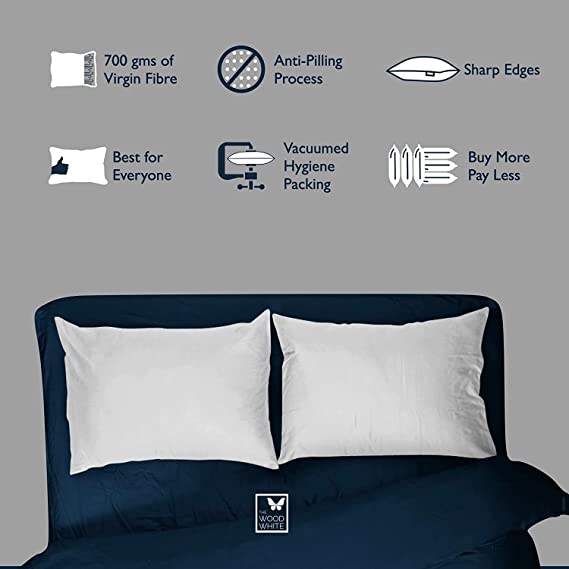 700 gms of
Virgin Fibre
Anti-Pilling
Process
Sharp Edges
Best for
Everyone
Vacuumed
Hygiene
Packing
Buy More
Pay Less
THE
WOOD
WHITE